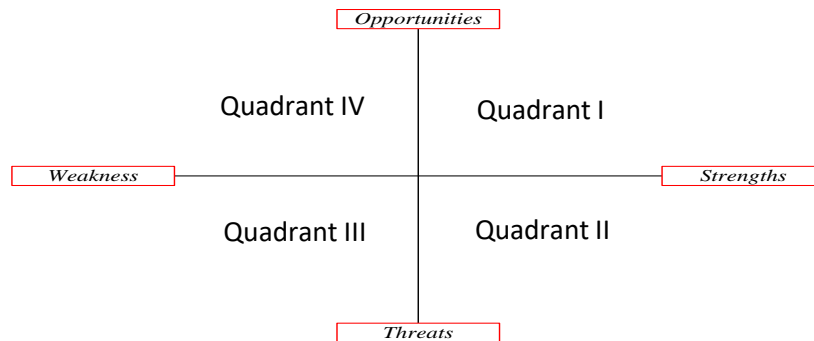 Opportunities
Quadrant IV
Quadrant I
Weakness
Strengths
Quadrant III
Quadrant II
Threats